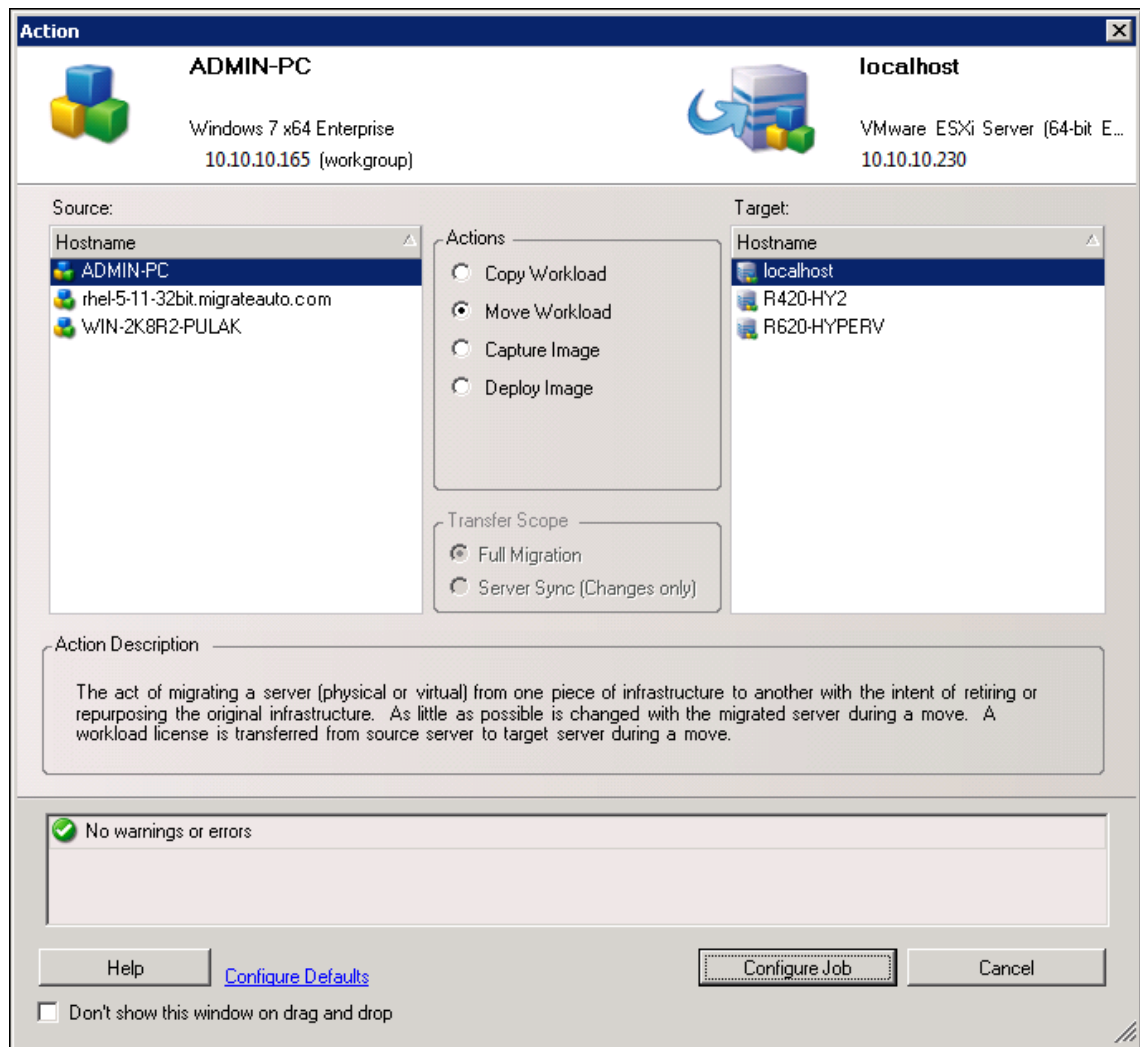 Action
ADMIN-PC
Windows 7 x64 Enterprise
10.10.10.165 (workgroup)
localhost
VMware ESXi Server (64-bit E...
10.10.10.230
Source:
Hostname
ADMIN-PC
rhel-5-11-32bit.migrateauto.com
WIN-2K8R2-PULAK
Actions
Copy Workload
Move Workload
Capture Image
Deploy Image
Transfer Scope
Full Migration
Server Sync (Changes only)
Target:
Hostname
localhost
R420-HY2
R620-HYPERV
Action Description
The act of migrating a server (physical or virtual) from one piece of infrastructure to another with the intent of retiring or
repurposing the original infrastructure. As little as possible is changed with the migrated server during a move. A
workload license is transferred from source server to target server during a move.
No warnings or errors
Help
Configure Defaults
Configure Job
Cancel
Don't show this window on drag and drop